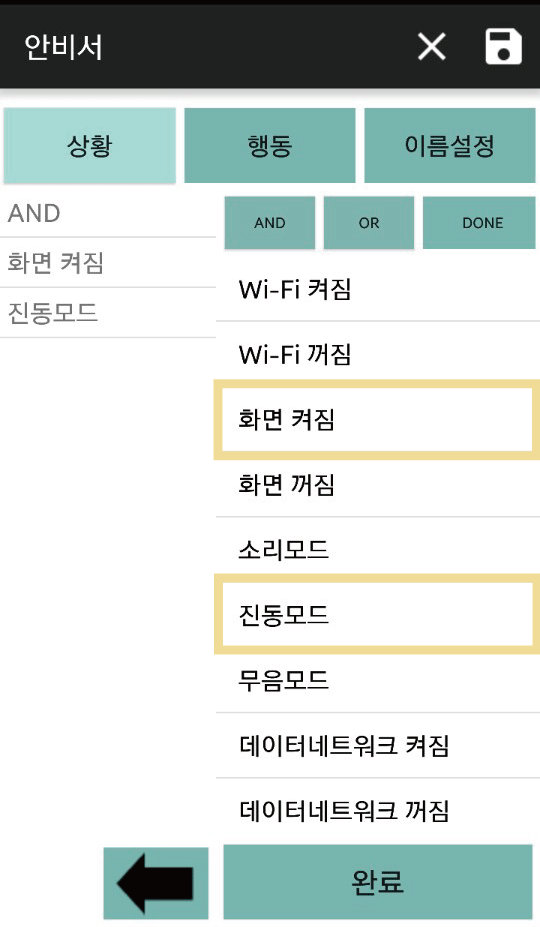 안비서
상황 행동 이름설정
AND
화면 켜짐
진동모드
AND OR DONE
Wi-Fi 켜짐
Wi-Fi 꺼짐
화면 켜짐
화면 꺼짐
소리모드
진동모드
무음모드
데이터네트워크 켜짐
데이터네트워크 꺼짐
완료